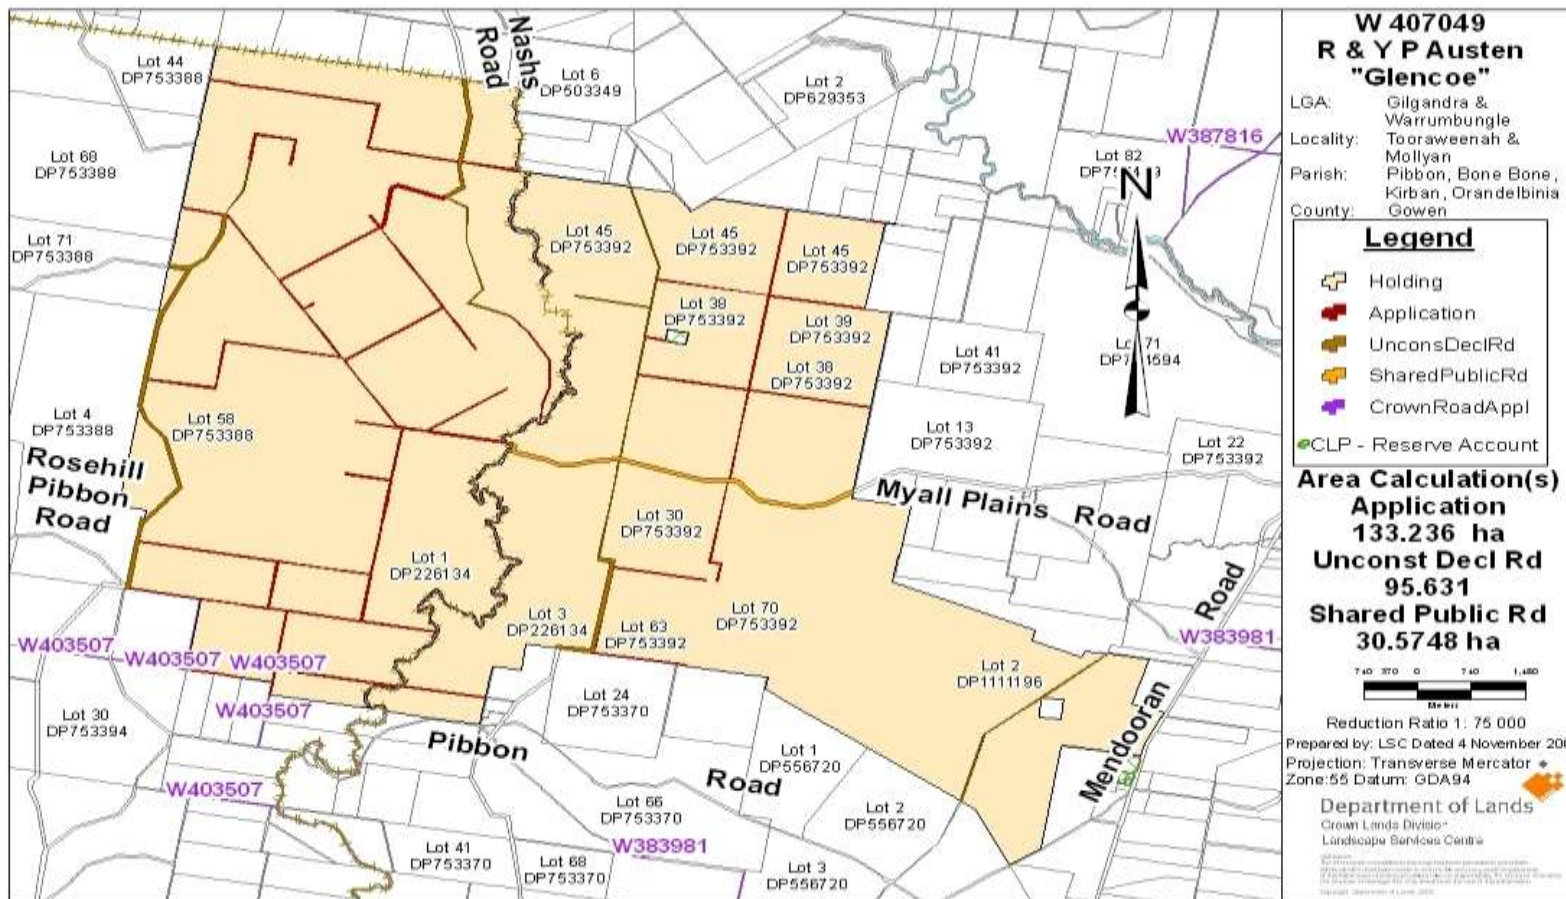 Nashs
Road
Lot 44
DP753388
Lot 6
DP503349
Lot 2
DP629353
W387816
Lot 68
DP753388
Lot 82
N
Lot 71
DP753388
Lot 45
DP753392
Lot 45
DP753392
Lot 45
DP753392
Lot 38
DP753392
Lot 39
DP753392
Lot 38
DP753392
Lot 41
DP753392
Lot 4
DP753388
Lot 58
DP753388
Lot 13
DP753392
Lot 22
DP753392
Rosehill
Pibbon
Road
Myall Plains Road
Lot 30
DP753392
Lot 1
DP226134
Lot 3
DP226134
Lot 63
DP753392
Lot 70
DP753392
Road
W383981
W403507
W403507
W403507
W403507
Lot 2
DP1111196
Lot 24
DP753370
Lot 30
DP753394
Mendooran
Pibbon
Road
Lot 1
DP556720
W403507
Lot 66
DP753370
Lot 2
DP556720
Lot 41
DP753370
Lot 68
DP753370
W383981
Lot 3
DP556720
W 407049
R & Y P Austen
"Glencoe"
LGA: Gilgandra &
Warrumbungle
Locality: Tooraweenah &
Mollyan
Parish: Pibbon, Bone Bone,
Kirban, Orandelbinia
County: Gowen
Legend
Holding
Application
UnconsDeclRd
SharedPublicRd
CrownRoadAppl
CLP - Reserve Account
Area Calculation(s)
Application
133.236 ha
Unconst Decl Rd
95.631
Shared Public Rd
30.5748 ha
740 370 0 740 1,480
Meters
Reduction Ratio 1: 75 000
Prepared by: LSC Dated 4 November
Projection: Transverse Mercator
Zone:55 Datum: GDA94
Department of Lands
Crown Lands Division
Landscape Services Centre